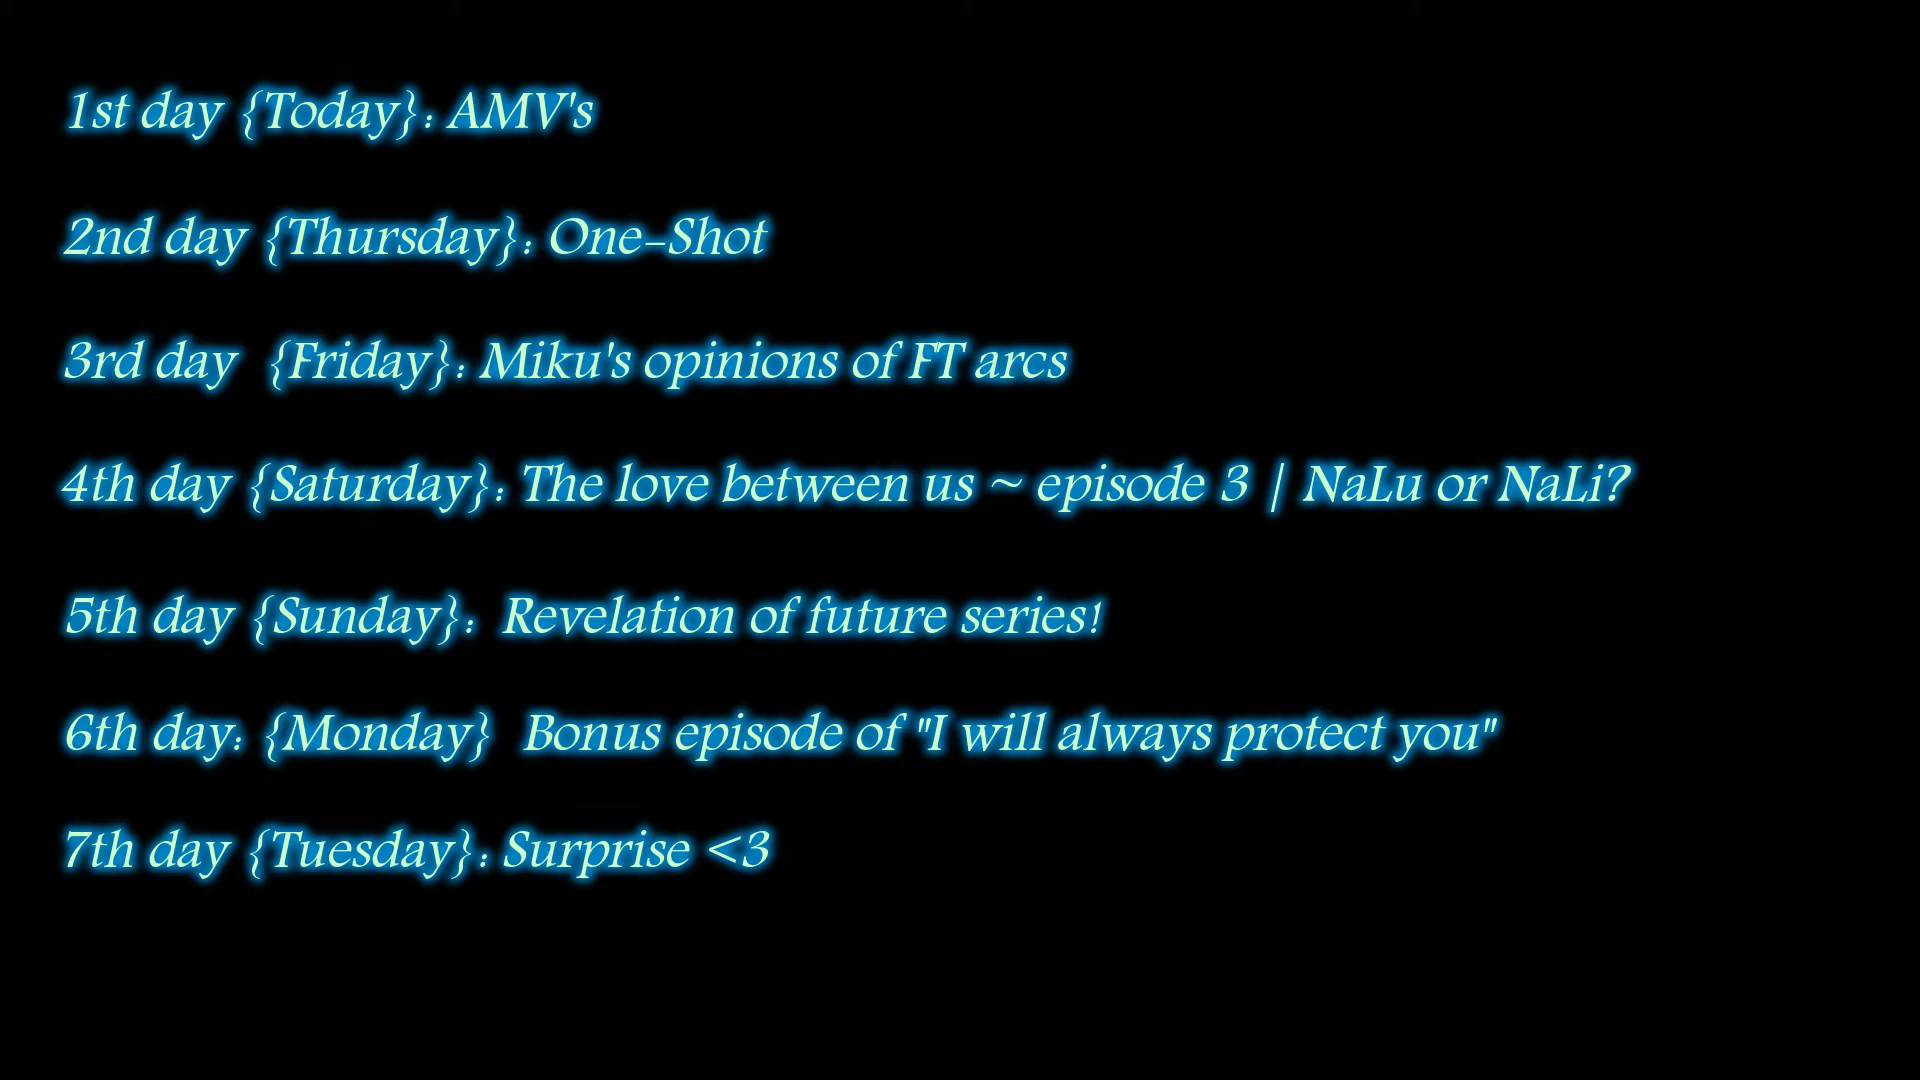 1st day {Today}: AMV's
2nd day {Thursday}: One-Shot
3rd day {Friday}: Miku's opinions of FT arcs
4th day {Saturday}: The love between us ~ episode 3 | NaLu or NaLi?
5th day {Sunday}: Revelation of future series!
6th day: {Monday} Bonus episode of "I will always protect you"
7th day {Tuesday}: Surprise <3